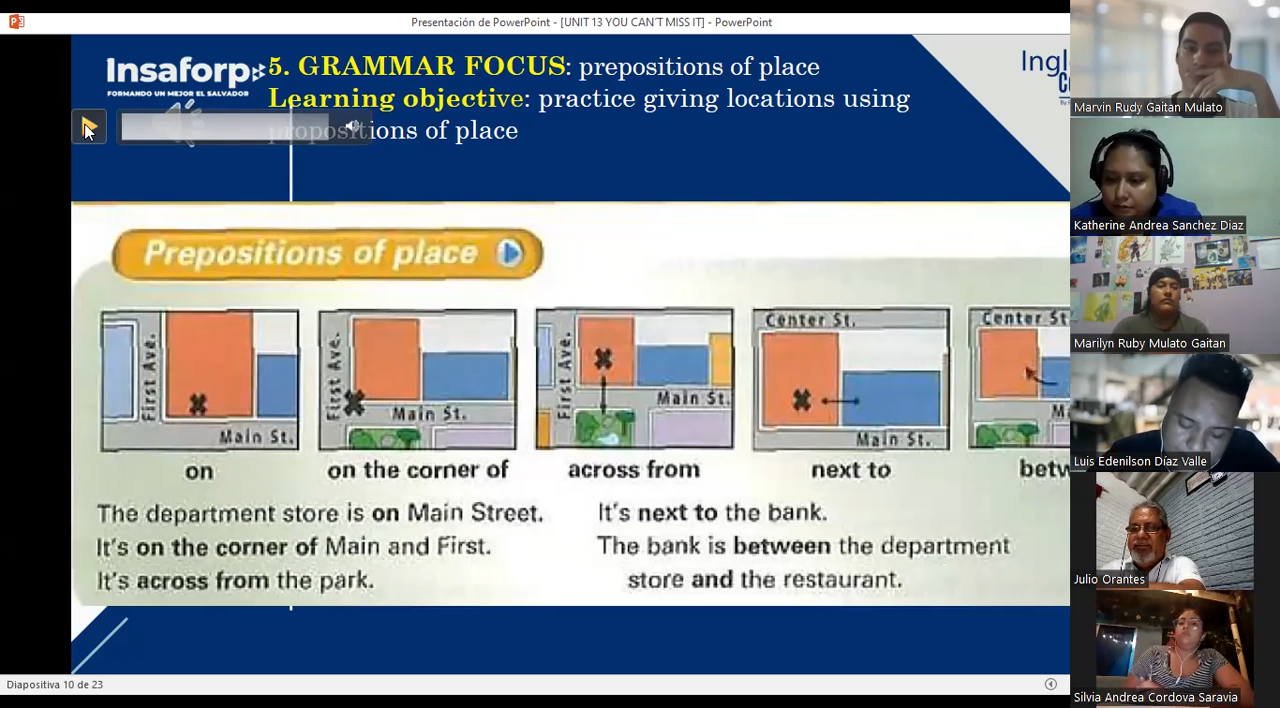 Presentación de PowerPoint - [UNIT 13 YOU CAN´T MISS IT] - PowerPoint
Insaforp
FORMANDO UN MEJOR EL SALVADOR
5. GRAMMAR FOCUS: prepositions of place
Learning objective: practice giving locations using
propositions of place
Prepositions of place
First Ave.
Main St.
First Ave.
Main St.
First Ave.
Main St.
Center St.
Main St.
Center St
on
on the corner of
across from
next to
The department store is on Main Street.
It's on the corner of Main and First.
It's across from the park.
It's next to the bank.
The bank is between the department
store and the restaurant.
Diapositiva 10 de 23
Marvin Rudy Gaitan Mulato
Katherine Andrea Sanchez Diaz
Marilyn Ruby Mulato Gaitan
Luis Edenilson Díaz Valle
Julio Orantes
Silvia Andrea Cordova Saravia